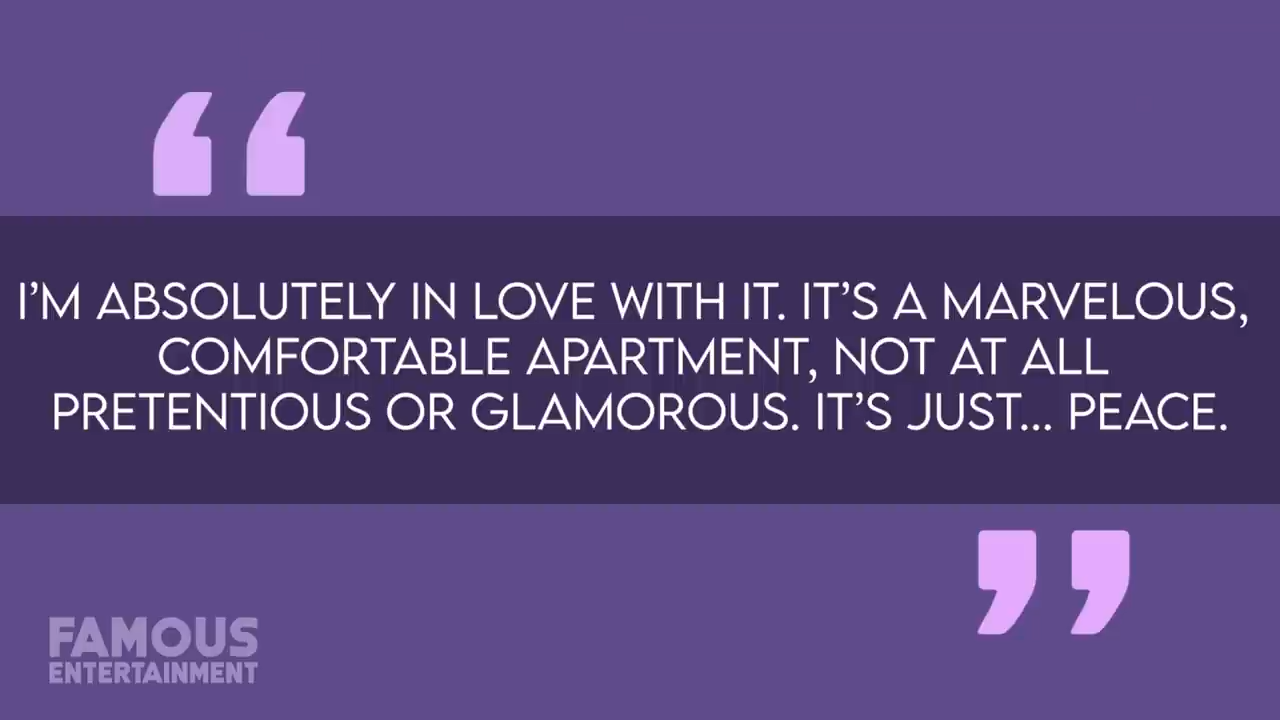 I’M ABSOLUTELY IN LOVE WITH IT. IT’S A MARVELOUS,
COMFORTABLE APARTMENT, NOT AT ALL
PRETENTIOUS OR GLAMOROUS. IT’S JUST... PEACE.
FAMOUS
ENTERTAINMENT